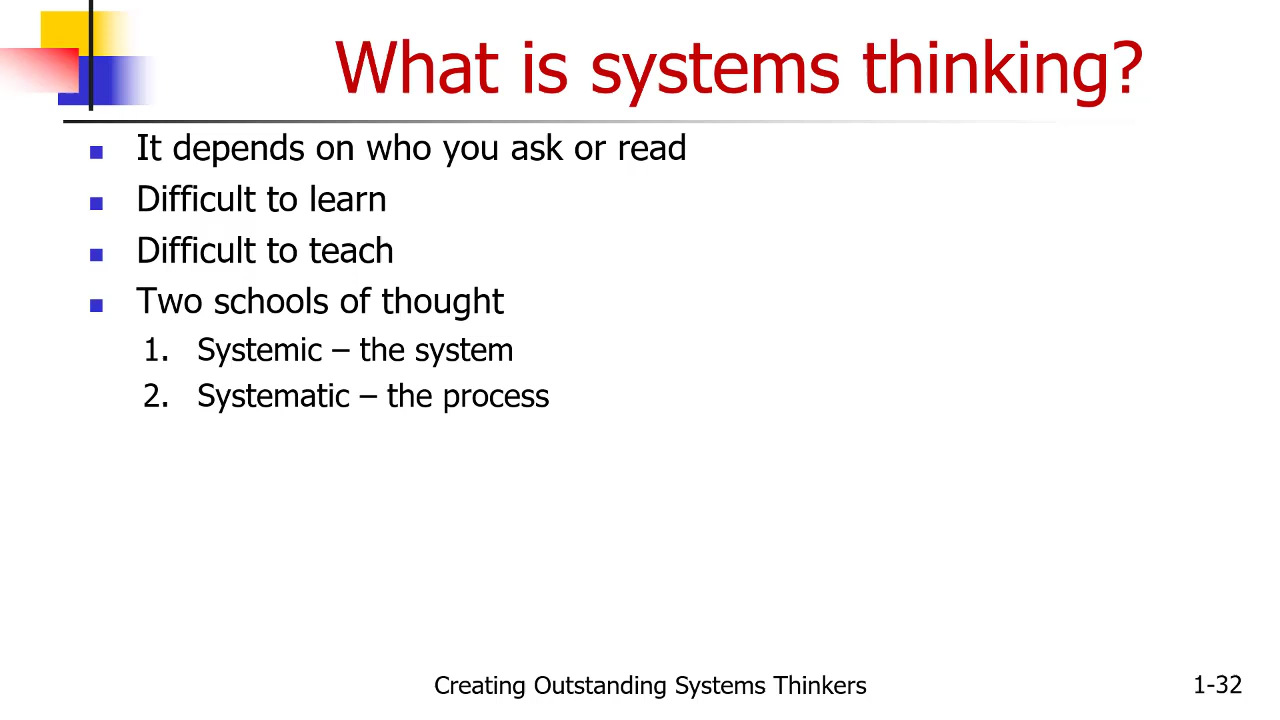 What is systems thinking?
It depends on who you ask or read
Difficult to learn
Difficult to teach
Two schools of thought
1. Systemic – the system
2. Systematic – the process
Creating Outstanding Systems Thinkers
1-32